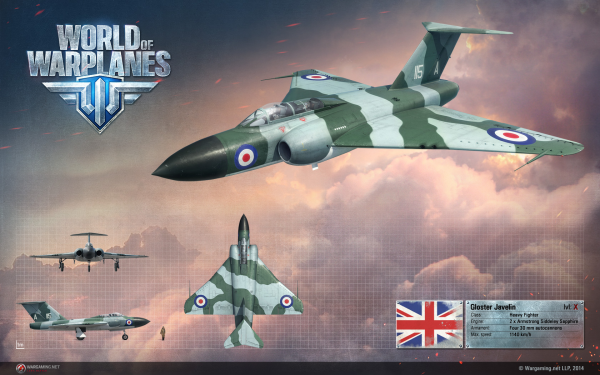 WORLD OF
WARPLANES
115
A
Gloster Javelin lvl X
Class: Heavy Fighter
Engine: 2 x Armstrong Siddeley Sapphire
Armament: Four 30 mm autocannons
Max. speed: 1140 km/h
WARGAMING.NET
© Wargaming.net LLP, 2014